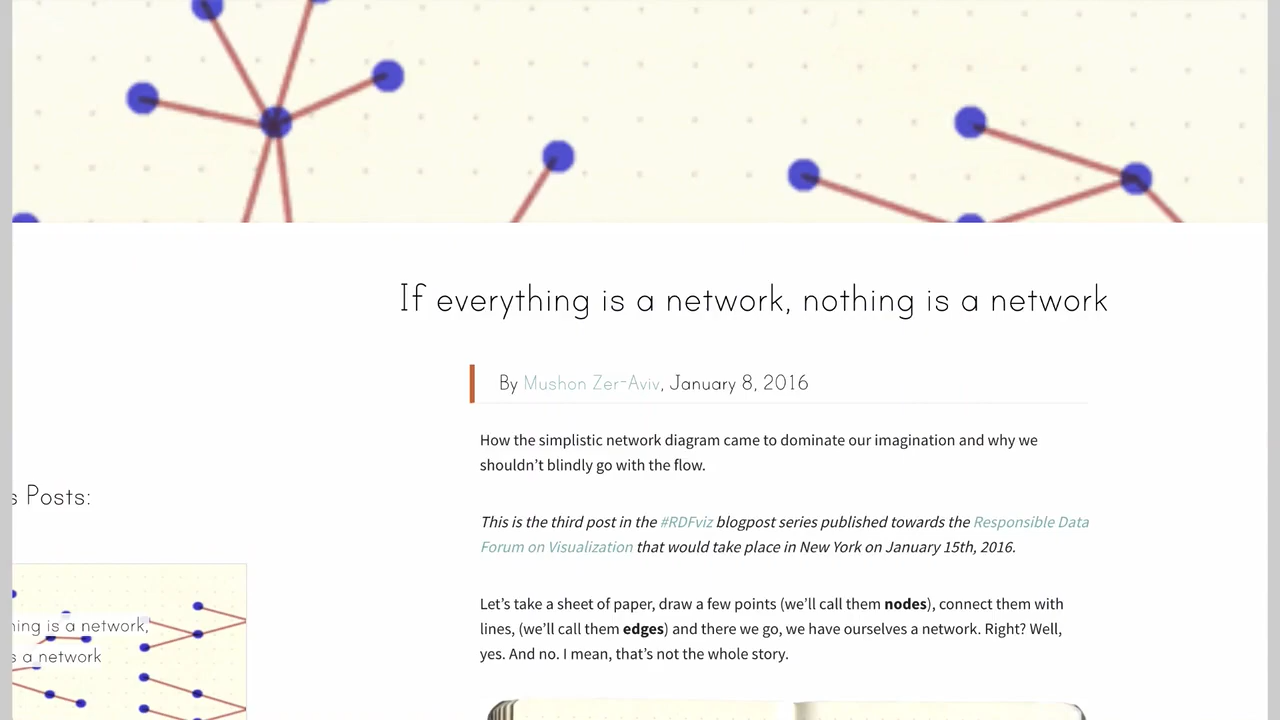 If everything is a network, nothing is a network
By Mushon Zer-Aviv, January 8, 2016
How the simplistic network diagram came to dominate our imagination and why we
shouldn't blindly go with the flow.
s Posts:
This is the third post in the #RDFviz blogpost series published towards the Responsible Data
Forum on Visualization that would take place in New York on January 15th, 2016.
Let's take a sheet of paper, draw a few points (we'll call them nodes), connect them with
lines, (we'll call them edges) and there we go, we have ourselves a network. Right? Well,
yes. And no. I mean, that's not the whole story.
hing is a network,
s a network